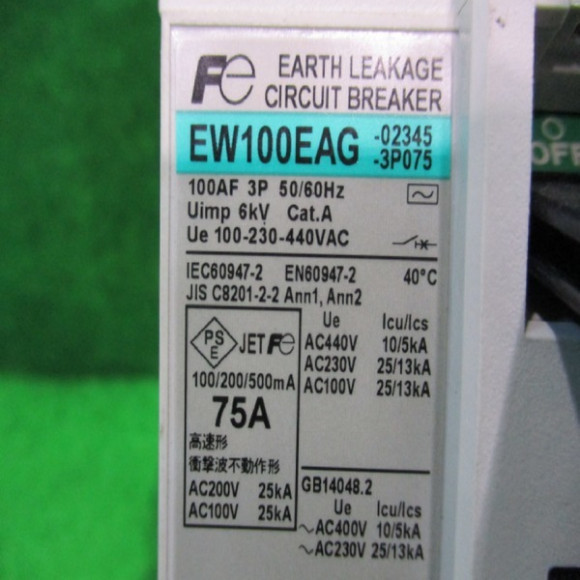 Fe EARTH LEAKAGE
CIRCUIT BREAKER
EW100EAG -02345
-3P075
100AF 3P 50/60Hz
Uimp 6kV Cat.A
Ue 100-230-440VAC
IEC60947-2 EN60947-2 40°C
JIS C8201-2-2 Ann1, Ann2
PS
E
JET Fe
100/200/500mA
75A
高速形
衝撃波不動作形
AC200V 25kA
AC100V 25kA
Ue Icu/Ics
AC440V 10/5kA
AC230V 25/13kA
AC100V 25/13kA
GB14048.2
Ue Icu/Ics
~AC400V 10/5kA
~AC230V 25/13kA
OFF